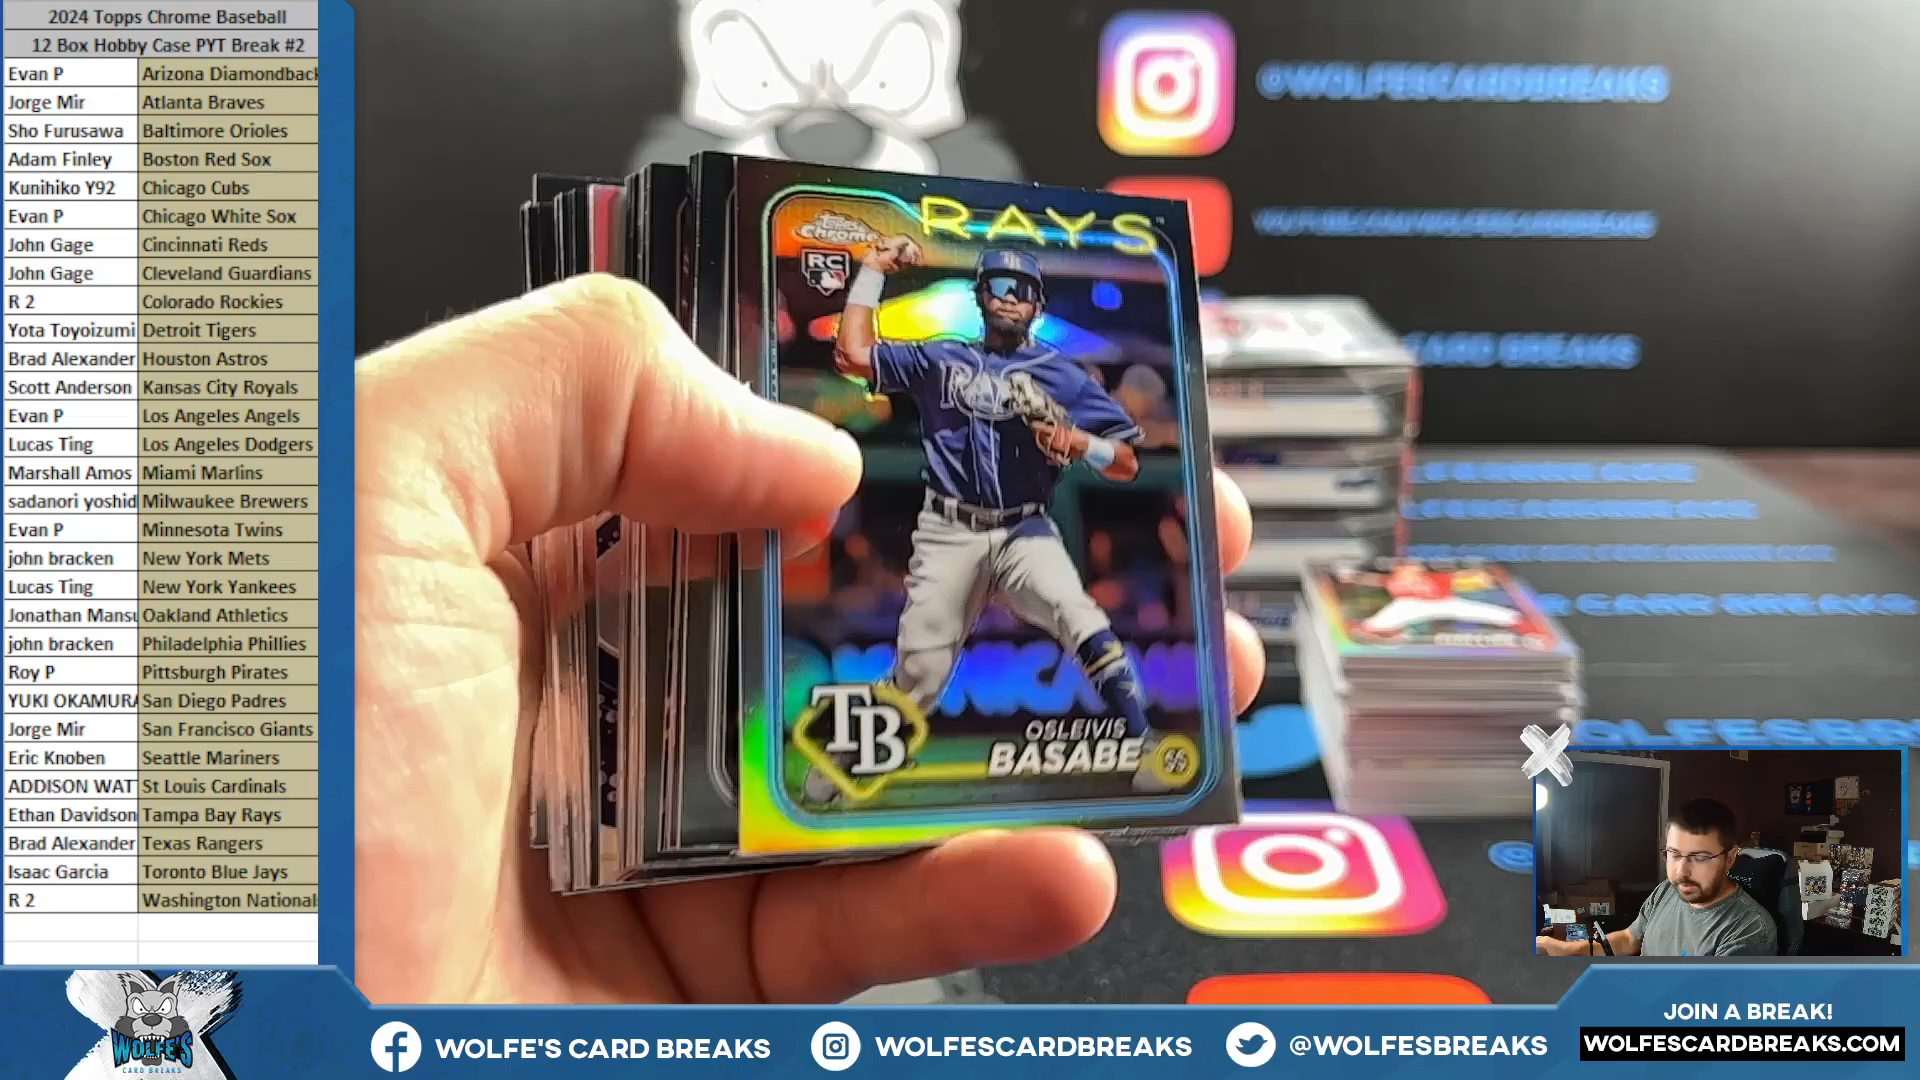 2024 Topps Chrome Baseball
12 Box Hobby Case PYT Break #2
Evan P Arizona Diamondback
Jorge Mir Atlanta Braves
Sho Furusawa Baltimore Orioles
Adam Finley Boston Red Sox
Kunihiko Y92 Chicago Cubs
Evan P Chicago White Sox
John Gage Cincinnati Reds
John Gage Cleveland Guardians
R 2 Colorado Rockies
Yota Toyoizumi Detroit Tigers
Brad Alexander Houston Astros
Scott Anderson Kansas City Royals
Evan P Los Angeles Angels
Lucas Ting Los Angeles Dodgers
Marshall Amos Miami Marlins
sadanori yoshid Milwaukee Brewers
Evan P Minnesota Twins
john bracken New York Mets
Lucas Ting New York Yankees
Jonathan Mansu Oakland Athletics
john bracken Philadelphia Phillies
Roy P Pittsburgh Pirates
YUKI OKAMURA San Diego Padres
Jorge Mir San Francisco Giants
Eric Knoben Seattle Mariners
ADDISON WAT St Louis Cardinals
Ethan Davidson Tampa Bay Rays
Brad Alexander Texas Rangers
Isaac Garcia Toronto Blue Jays
R 2 Washington National
@WOLFESCARDBREAKS
CARD BREAKS
RAYS
Topps
Chrome
RC
Rays
TB
OSLEIVIS
BASABE
SS
WOLFE'S
CARD BREAKS
WOLFE'S CARD BREAKS
WOLFESCARDBREAKS
@WOLFESBREAKS
JOIN A BREAK!
WOLFESCARDBREAKS.COM